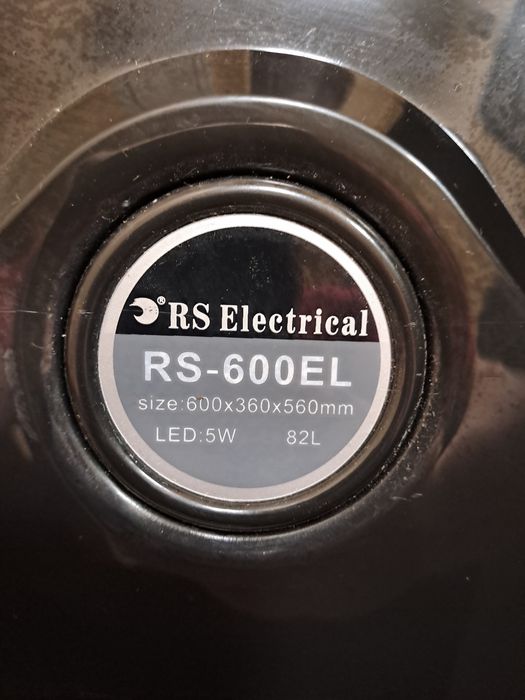 ® RS Electrical
RS-600EL
size:600x360x560mm
LED:5W 82L